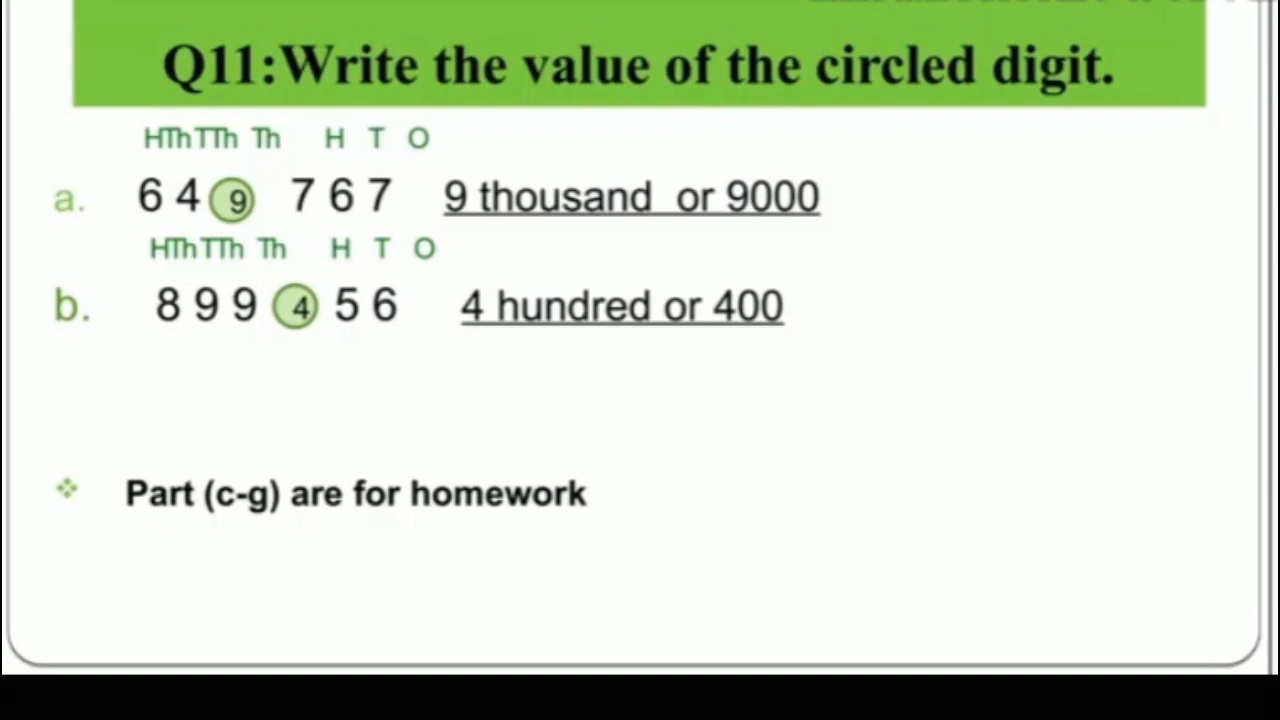 Q11:Write the value of the circled digit.
HTh TTh Th H T O
a. 6 4 9 7 6 7 9 thousand or 9000
HTh TTh Th H T O
b. 8 9 9 4 5 6 4 hundred or 400
Part (c-g) are for homework